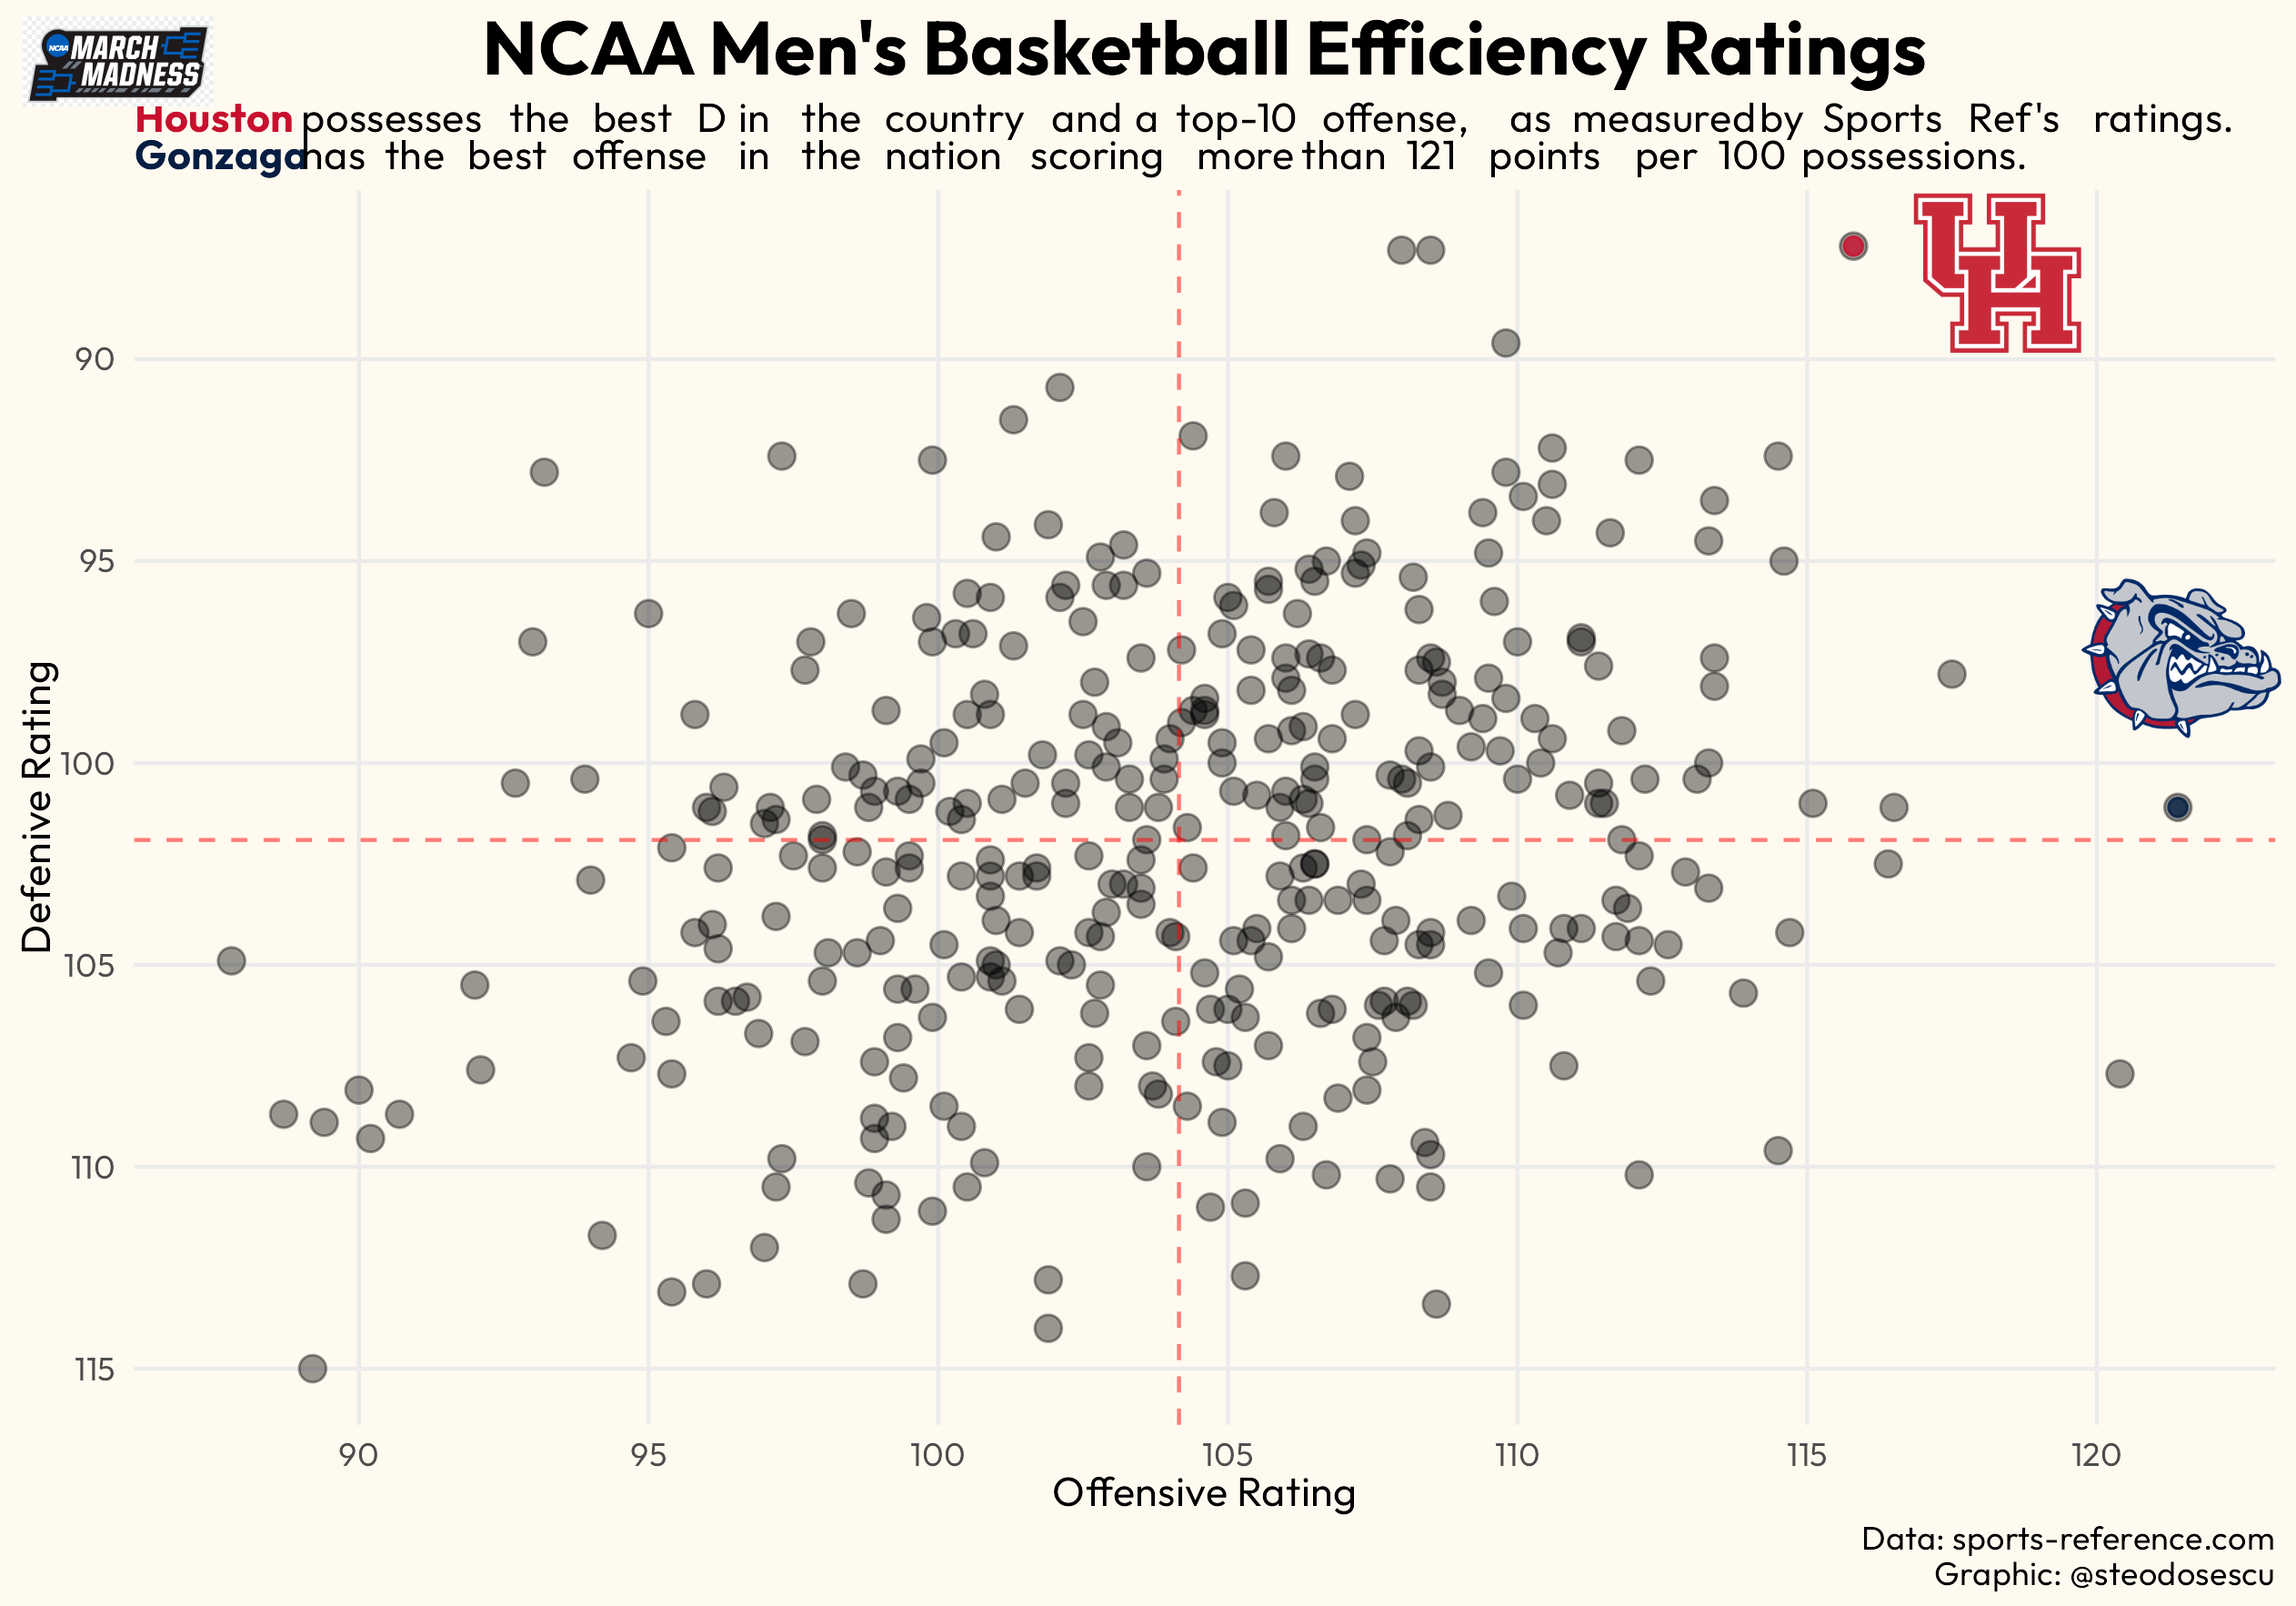 NCAA Men's Basketball Efficiency Ratings
NCAA MARCH
MADNESS
Houston possesses the best D in the country and a top-10 offense, as measured by Sports Ref's ratings.
Gonzaga has the best offense in the nation scoring more than 121 points per 100 possessions.
UH
Defenive Rating
90
95
100
105
110
115
90 95 100 105 110 115 120
Offensive Rating
Data: sports-reference.com
Graphic: @steodosescu